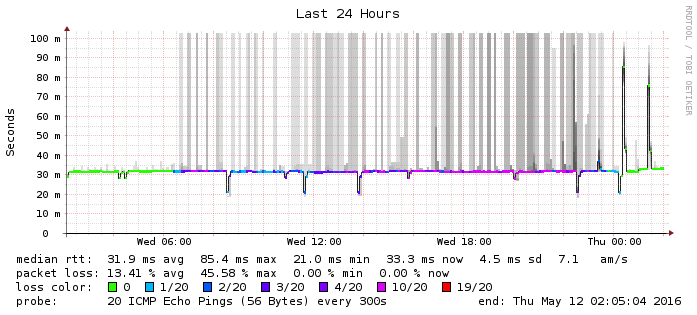 Last 24 Hours
RRDTOOL / TOBI OETIKER
Seconds
100 m
90 m
80 m
70 m
60 m
50 m
40 m
30 m
20 m
10 m
0
Wed 06:00 Wed 12:00 Wed 18:00 Thu 00:00
median rtt: 31.9 ms avg 85.4 ms max 21.0 ms min 33.3 ms now 4.5 ms sd 7.1 am/s
packet loss: 13.41 % avg 45.58 % max 0.00 % min 0.00 % now
loss color: 0 1/20 2/20 3/20 4/20 10/20 19/20
probe: 20 ICMP Echo Pings (56 Bytes) every 300s end: Thu May 12 02:05:04 2016